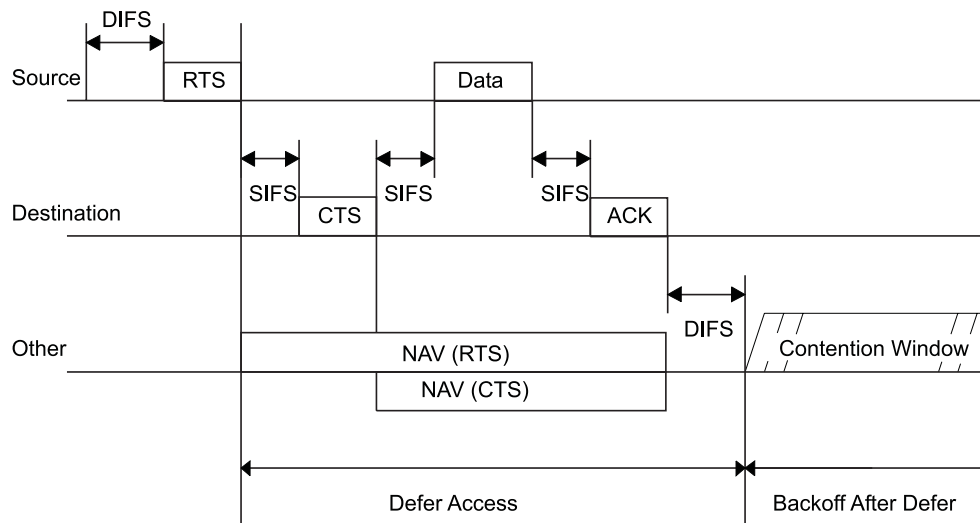 DIFS
Source
RTS
Data
SIFS
SIFS
SIFS
Destination
CTS
ACK
DIFS
Other
NAV (RTS)
Contention Window
NAV (CTS)
Defer Access
Backoff After Defer